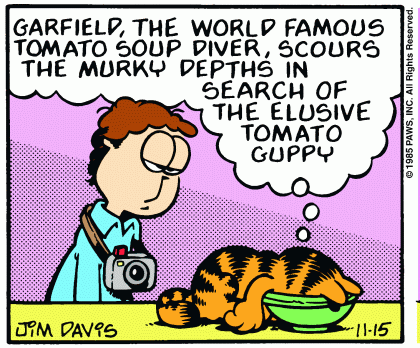 GARFIELD, THE WORLD FAMOUS
TOMATO SOUP DIVER, SCOURS
THE MURKY DEPTHS IN
SEARCH OF
THE ELUSIVE
TOMATO
GUPPY
© 1985 PAWS, INC. All Rights Reserved.
JIM DAVIS
11-15